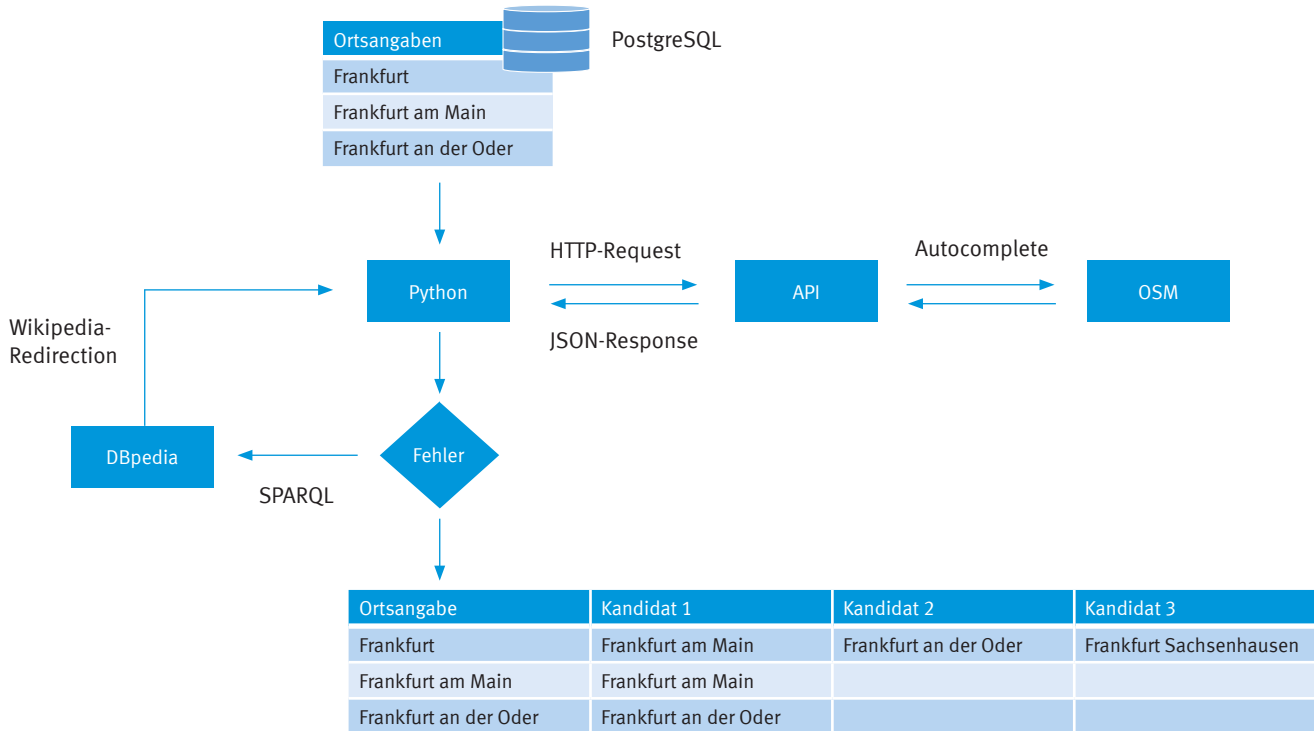 Ortsangaben
PostgreSQL
Frankfurt
Frankfurt am Main
Frankfurt an der Oder
HTTP-Request
Autocomplete
Python
API
OSM
JSON-Response
Wikipedia-
Redirection
DBpedia
Fehler
SPARQL
Ortsangabe Kandidat 1 Kandidat 2 Kandidat 3
Frankfurt Frankfurt am Main Frankfurt an der Oder Frankfurt Sachsenhausen
Frankfurt am Main Frankfurt am Main
Frankfurt an der Oder Frankfurt an der Oder